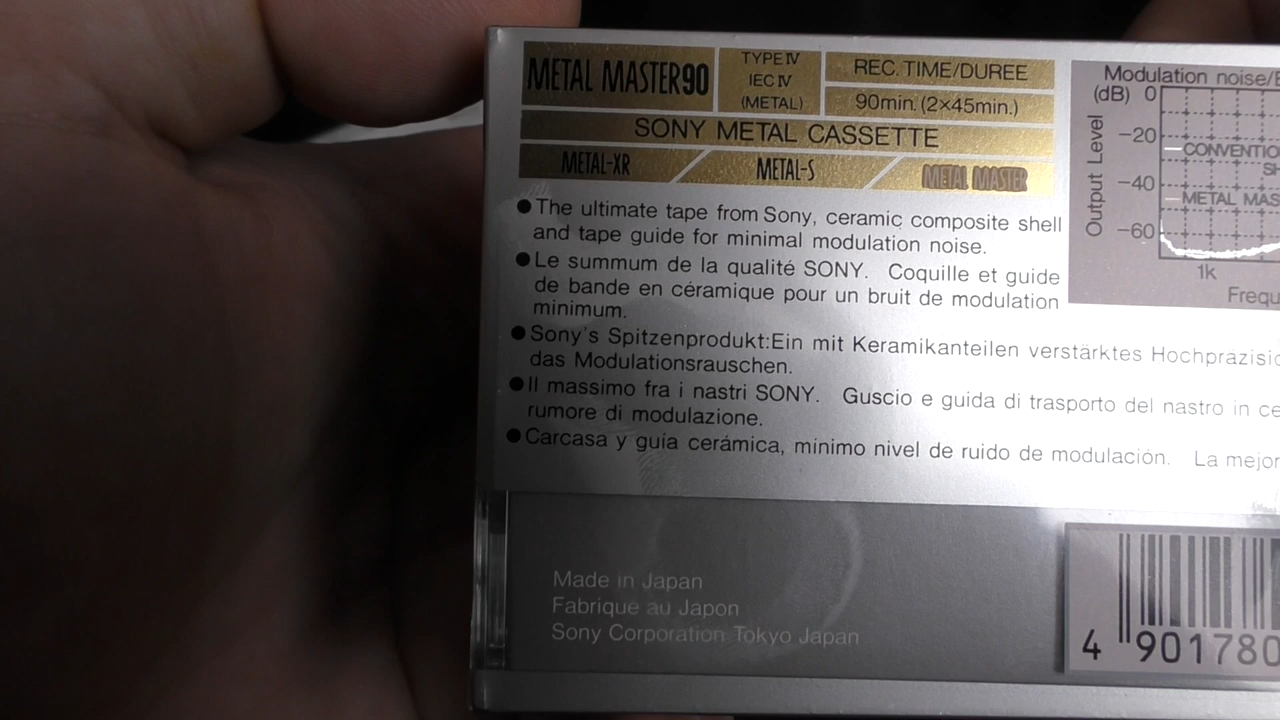 METAL MASTER90
TYPE IV
IEC IV
(METAL)
REC. TIME/DUREE
90min. (2×45min.)
SONY METAL CASSETTE
METAL-XR METAL-S METAL MASTER
●The ultimate tape from Sony, ceramic composite shell
and tape guide for minimal modulation noise.
●Le summum de la qualité SONY. Coquille et guide
de bande en céramique pour un bruit de modulation
minimum.
●Sony's Spitzenprodukt:Ein mit Keramikanteilen verstärktes
das Modulationsrauschen.
●Il massimo fra i nastri SONY. Guscio e guida di trasporto del nastro in
rumore di modulazione.
●Carcasa y guía cerámica, mínimo nivel de ruido de modulación. La mejor
Modulation noise/
(dB) 0
Output Level
−20
CONVENTIO
−40
METAL MAS
−60
1k
Frequ
Made in Japan
Fabrique au Japon
Sony Corporation Tokyo Japan
4 901780